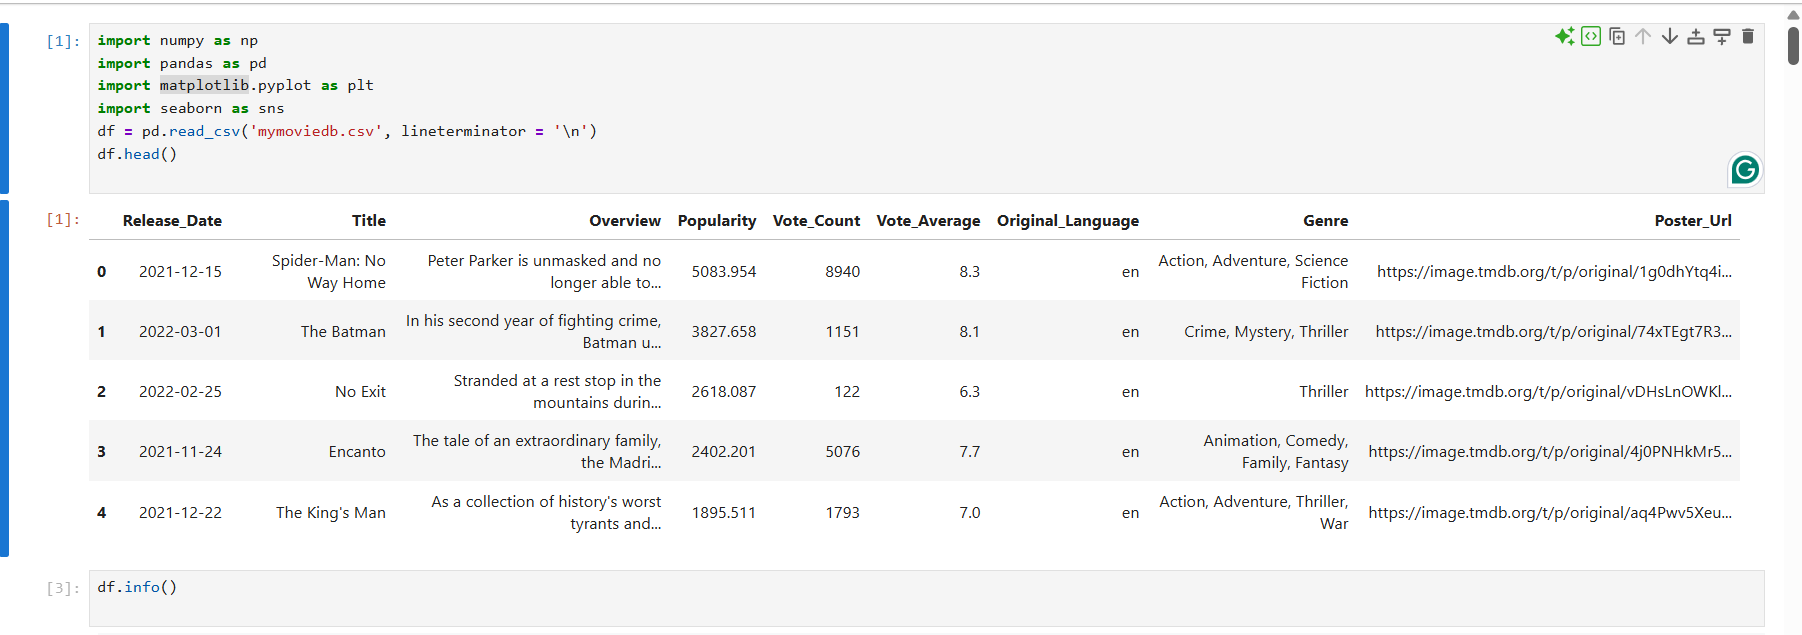 [1]:
import numpy as np
import pandas as pd
import matplotlib.pyplot as plt
import seaborn as sns
df = pd.read_csv('mymoviedb.csv', lineterminator = '\n')
df.head()
[1]:
Release_Date Title Overview Popularity Vote_Count Vote_Average Original_Language Genre Poster_Url
0 2021-12-15 Spider-Man: No Way Home Peter Parker is unmasked and no longer able to... 5083.954 8940 8.3 en Action, Adventure, Science Fiction https://image.tmdb.org/t/p/original/1g0dhYtq4i...
1 2022-03-01 The Batman In his second year of fighting crime, Batman u... 3827.658 1151 8.1 en Crime, Mystery, Thriller https://image.tmdb.org/t/p/original/74xTEgt7R3...
2 2022-02-25 No Exit Stranded at a rest stop in the mountains durin... 2618.087 122 6.3 en Thriller https://image.tmdb.org/t/p/original/vDHsLnOWKl...
3 2021-11-24 Encanto The tale of an extraordinary family, the Madri... 2402.201 5076 7.7 en Animation, Comedy, Family, Fantasy https://image.tmdb.org/t/p/original/4j0PNHkMr5...
4 2021-12-22 The King's Man As a collection of history's worst tyrants and... 1895.511 1793 7.0 en Action, Adventure, Thriller, War https://image.tmdb.org/t/p/original/aq4Pwv5Xeu...
[3]:
df.info()